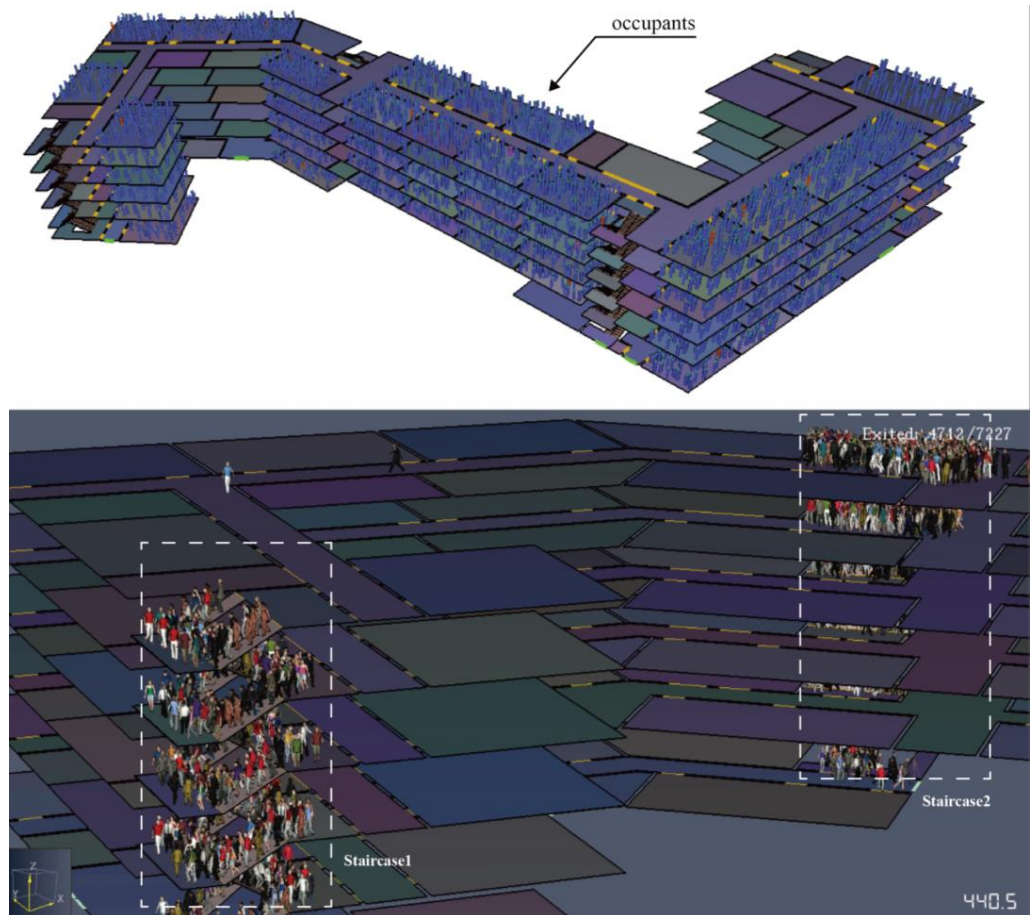 occupants
Exited: 4712/7227
Staircase2
Staircase1
Z
Y
X
440.5